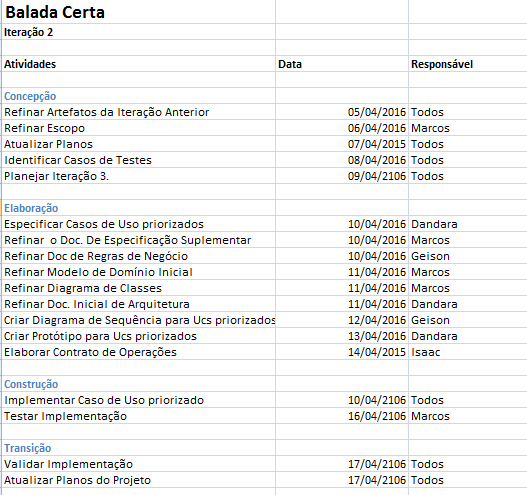 Balada Certa
Iteração 2
Atividades Data Responsável
Concepção
Refinar Artefatos da Iteração Anterior 05/04/2016 Todos
Refinar Escopo 06/04/2016 Marcos
Atualizar Planos 07/04/2015 Todos
Identificar Casos de Testes 08/04/2016 Todos
Planejar Iteração 3. 09/04/2106 Todos
Elaboração
Especificar Casos de Uso priorizados 10/04/2016 Dandara
Refinar o Doc. De Especificação Suplementar 10/04/2016 Marcos
Refinar Doc de Regras de Negócio 10/04/2016 Geison
Refinar Modelo de Domínio Inicial 11/04/2016 Marcos
Refinar Diagrama de Classes 11/04/2016 Marcos
Refinar Doc. Inicial de Arquitetura 11/04/2016 Dandara
Criar Diagrama de Sequência para Ucs priorizados 12/04/2016 Geison
Criar Protótipo para Ucs priorizados 13/04/2016 Dandara
Elaborar Contrato de Operações 14/04/2015 Isaac
Construção
Implementar Caso de Uso priorizado 10/04/2106 Todos
Testar Implementação 16/04/2106 Marcos
Transição
Validar Implementação 17/04/2106 Todos
Atualizar Planos do Projeto 17/04/2106 Todos